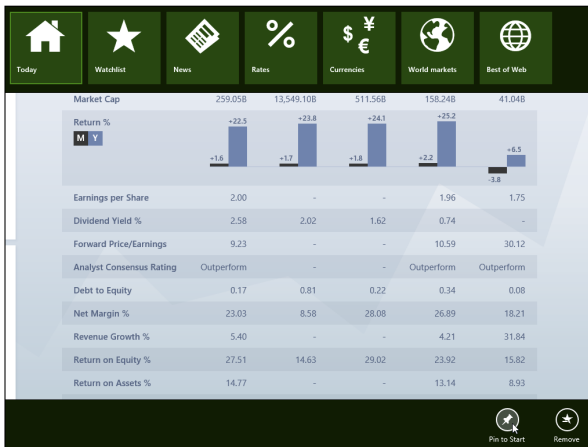 $ ¥ €
Today Watchlist News Rates Currencies World markets Best of Web
Market Cap 259.05B 13,549.10B 511.56B 158.24B 41.04B
Return %
M Y
+22.5 +23.8 +24.1 +25.2 +6.5
+1.6 +1.7 +1.8 +2.2 -3.8
Earnings per Share 2.00 - - 1.96 1.75
Dividend Yield % 2.58 2.02 1.62 0.74 -
Forward Price/Earnings 9.23 - - 10.59 30.12
Analyst Consensus Rating Outperform - - Outperform Outperform
Debt to Equity 0.17 0.81 0.22 0.34 0.08
Net Margin % 23.03 8.58 28.08 26.89 18.21
Revenue Growth % 5.40 - - 4.21 31.84
Return on Equity % 27.51 14.63 29.02 23.92 15.82
Return on Assets % 14.77 - - 13.14 8.93
Pin to Start Remove